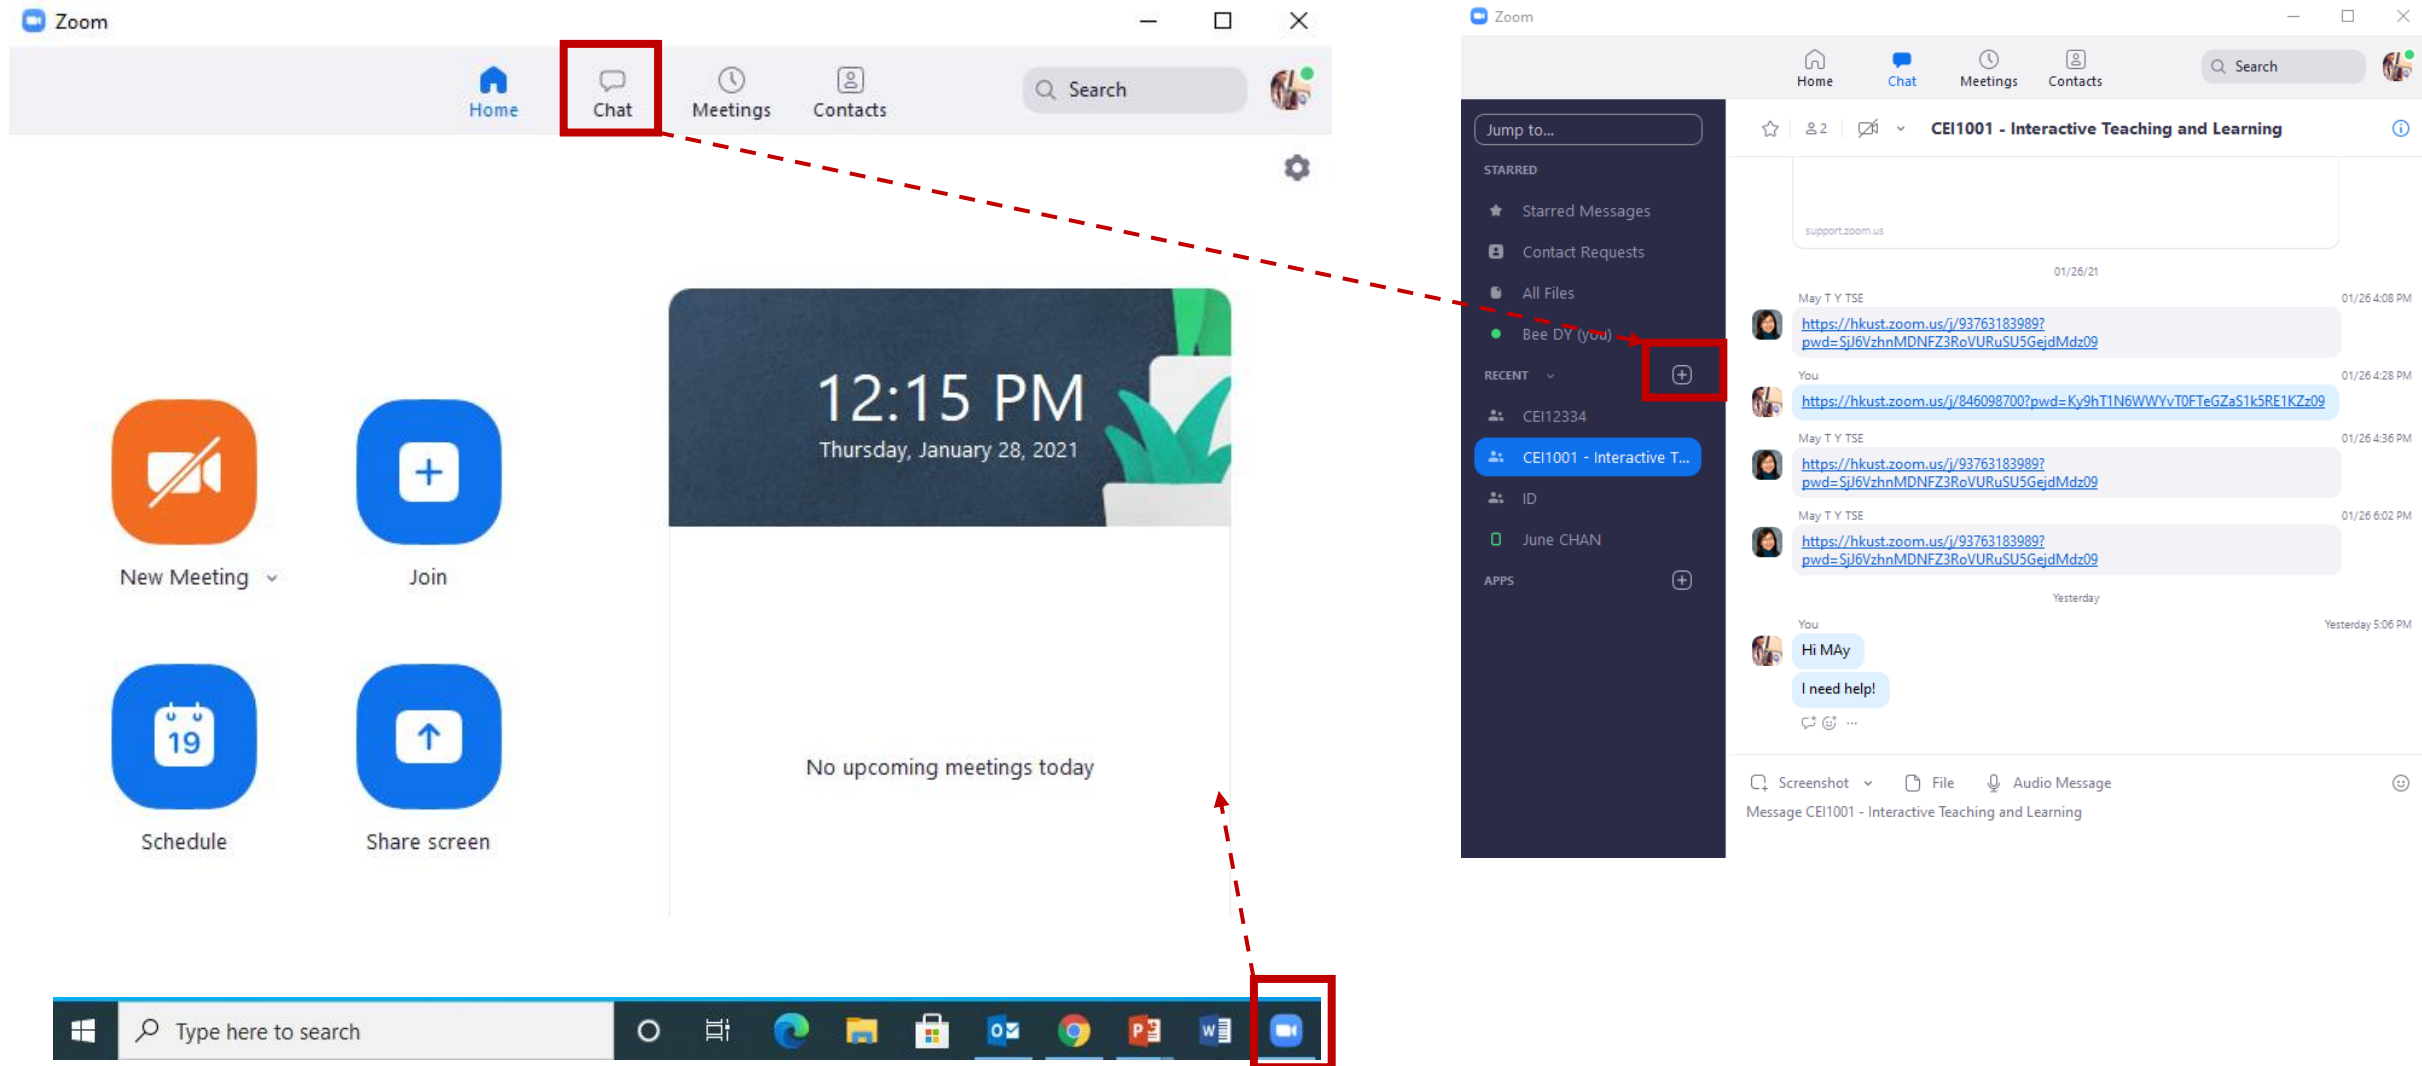 Zoom
Home
Chat
Meetings
Contacts
Search
12:15 PM
Thursday, January 28, 2021
New Meeting
Join
19
Schedule
Share screen
No upcoming meetings today
Type here to search
Zoom
Home
Chat
Meetings
Contacts
Search
Jump to...
STARRED
Starred Messages
Contact Requests
All Files
Bee DY (you)
RECENT
CEI12334
CEI1001 - Interactive T...
ID
June CHAN
APPS
2
CEI1001 - Interactive Teaching and Learning
support.zoom.us
01/26/21
May T Y TSE
01/26 4:08 PM
https://hkust.zoom.us/j/93763183989?
pwd=SjJ6VzhnMDNFZ3RoVURuSU5GejdMdz09
You
01/26 4:28 PM
https://hkust.zoom.us/j/846098700?pwd=Ky9hT1N6WWYvT0FTeGZaS1k5RE1KZz09
May T Y TSE
01/26 4:36 PM
https://hkust.zoom.us/j/93763183989?
pwd=SjJ6VzhnMDNFZ3RoVURuSU5GejdMdz09
May T Y TSE
01/26 6:02 PM
https://hkust.zoom.us/j/93763183989?
pwd=SjJ6VzhnMDNFZ3RoVURuSU5GejdMdz09
Yesterday
You
Yesterday 5:06 PM
Hi MAy
I need help!
Screenshot
File
Audio Message
Message CEI1001 - Interactive Teaching and Learning